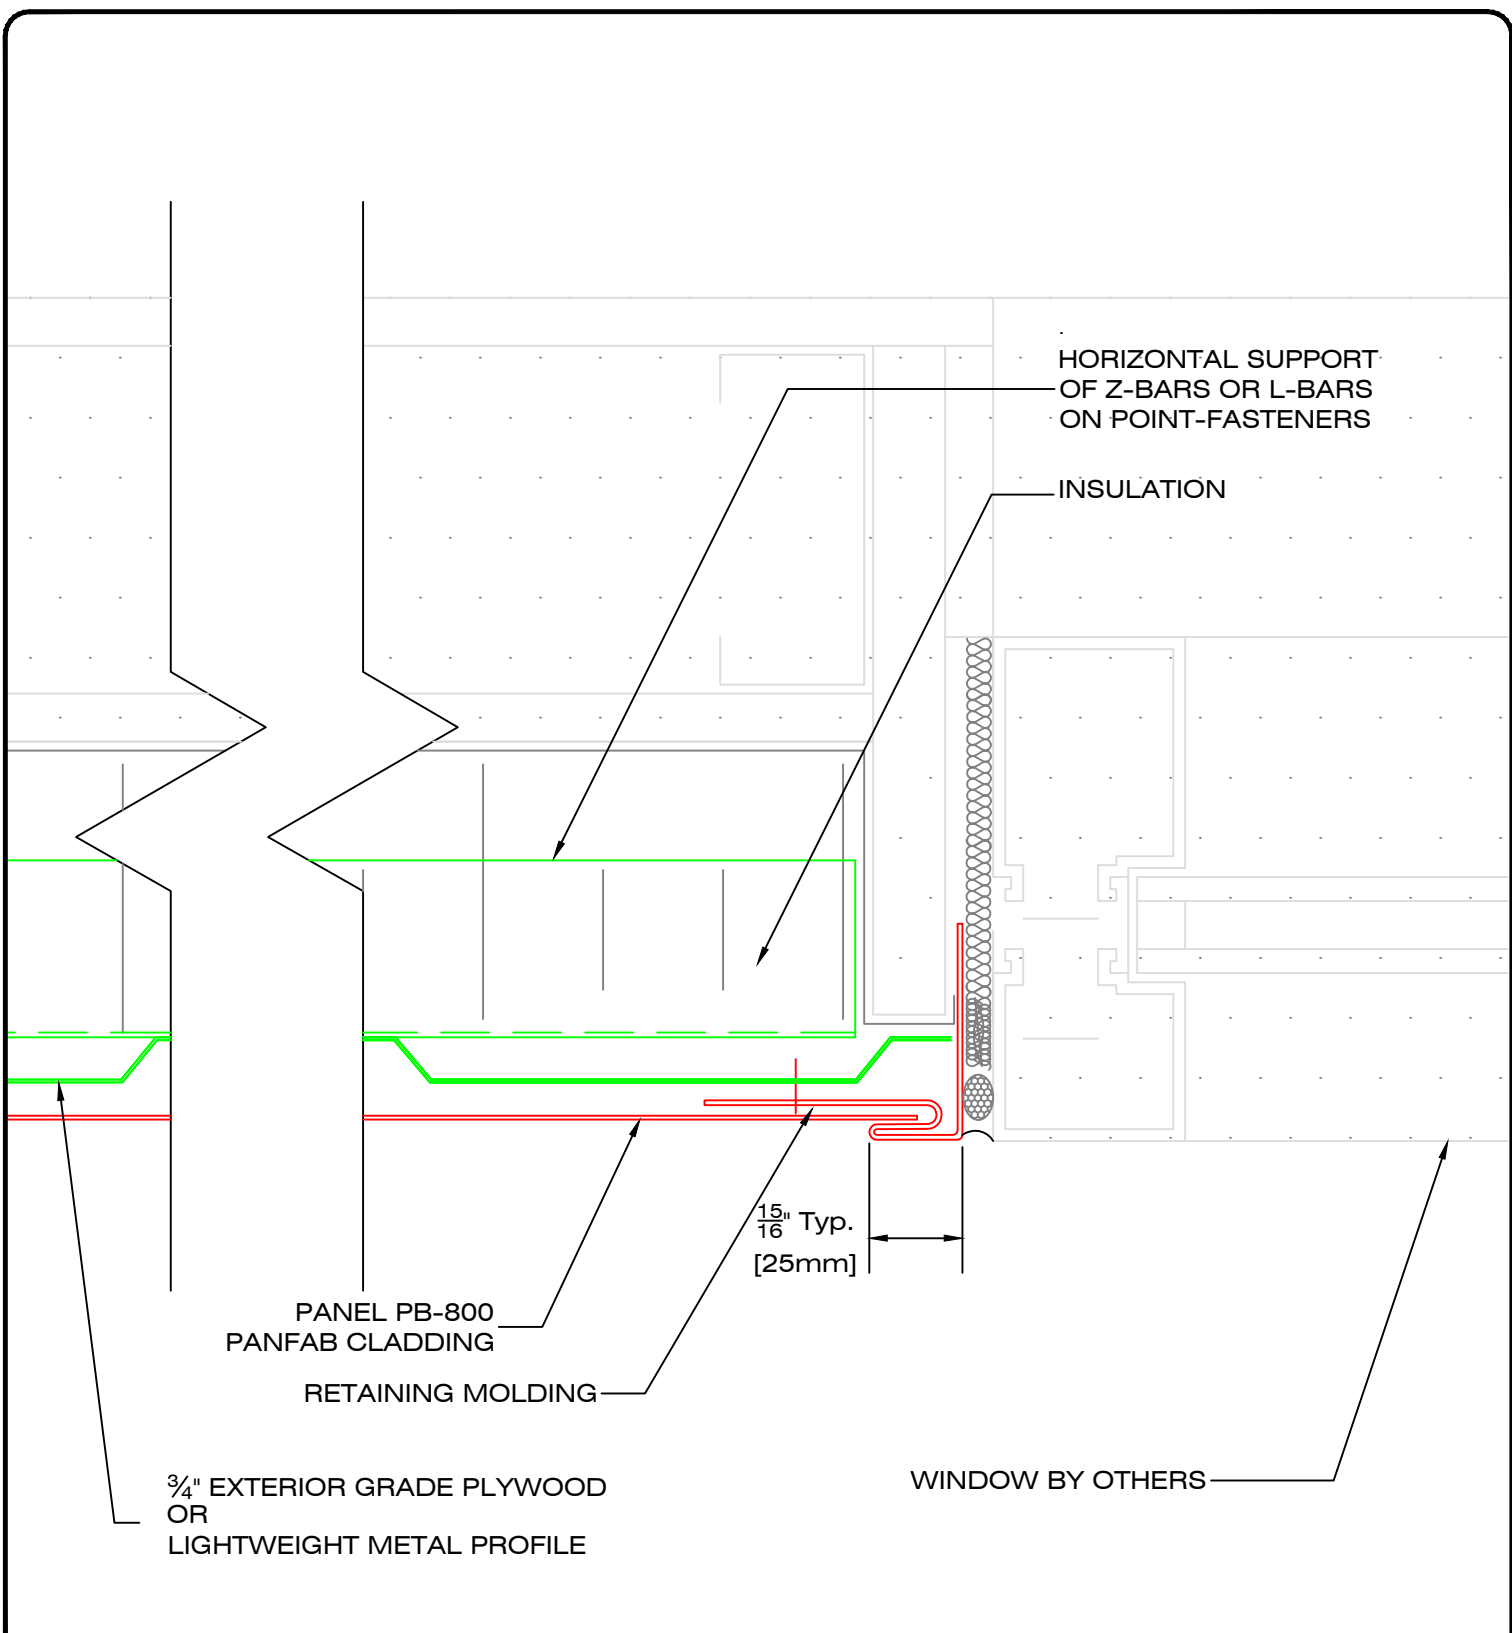 HORIZONTAL SUPPORT
OF Z-BARS OR L-BARS
ON POINT-FASTENERS
INSULATION
15/16" Typ.
[25mm]
PANEL PB-800
PANFAB CLADDING
RETAINING MOLDING
WINDOW BY OTHERS
3/4" EXTERIOR GRADE PLYWOOD
OR
LIGHTWEIGHT METAL PROFILE